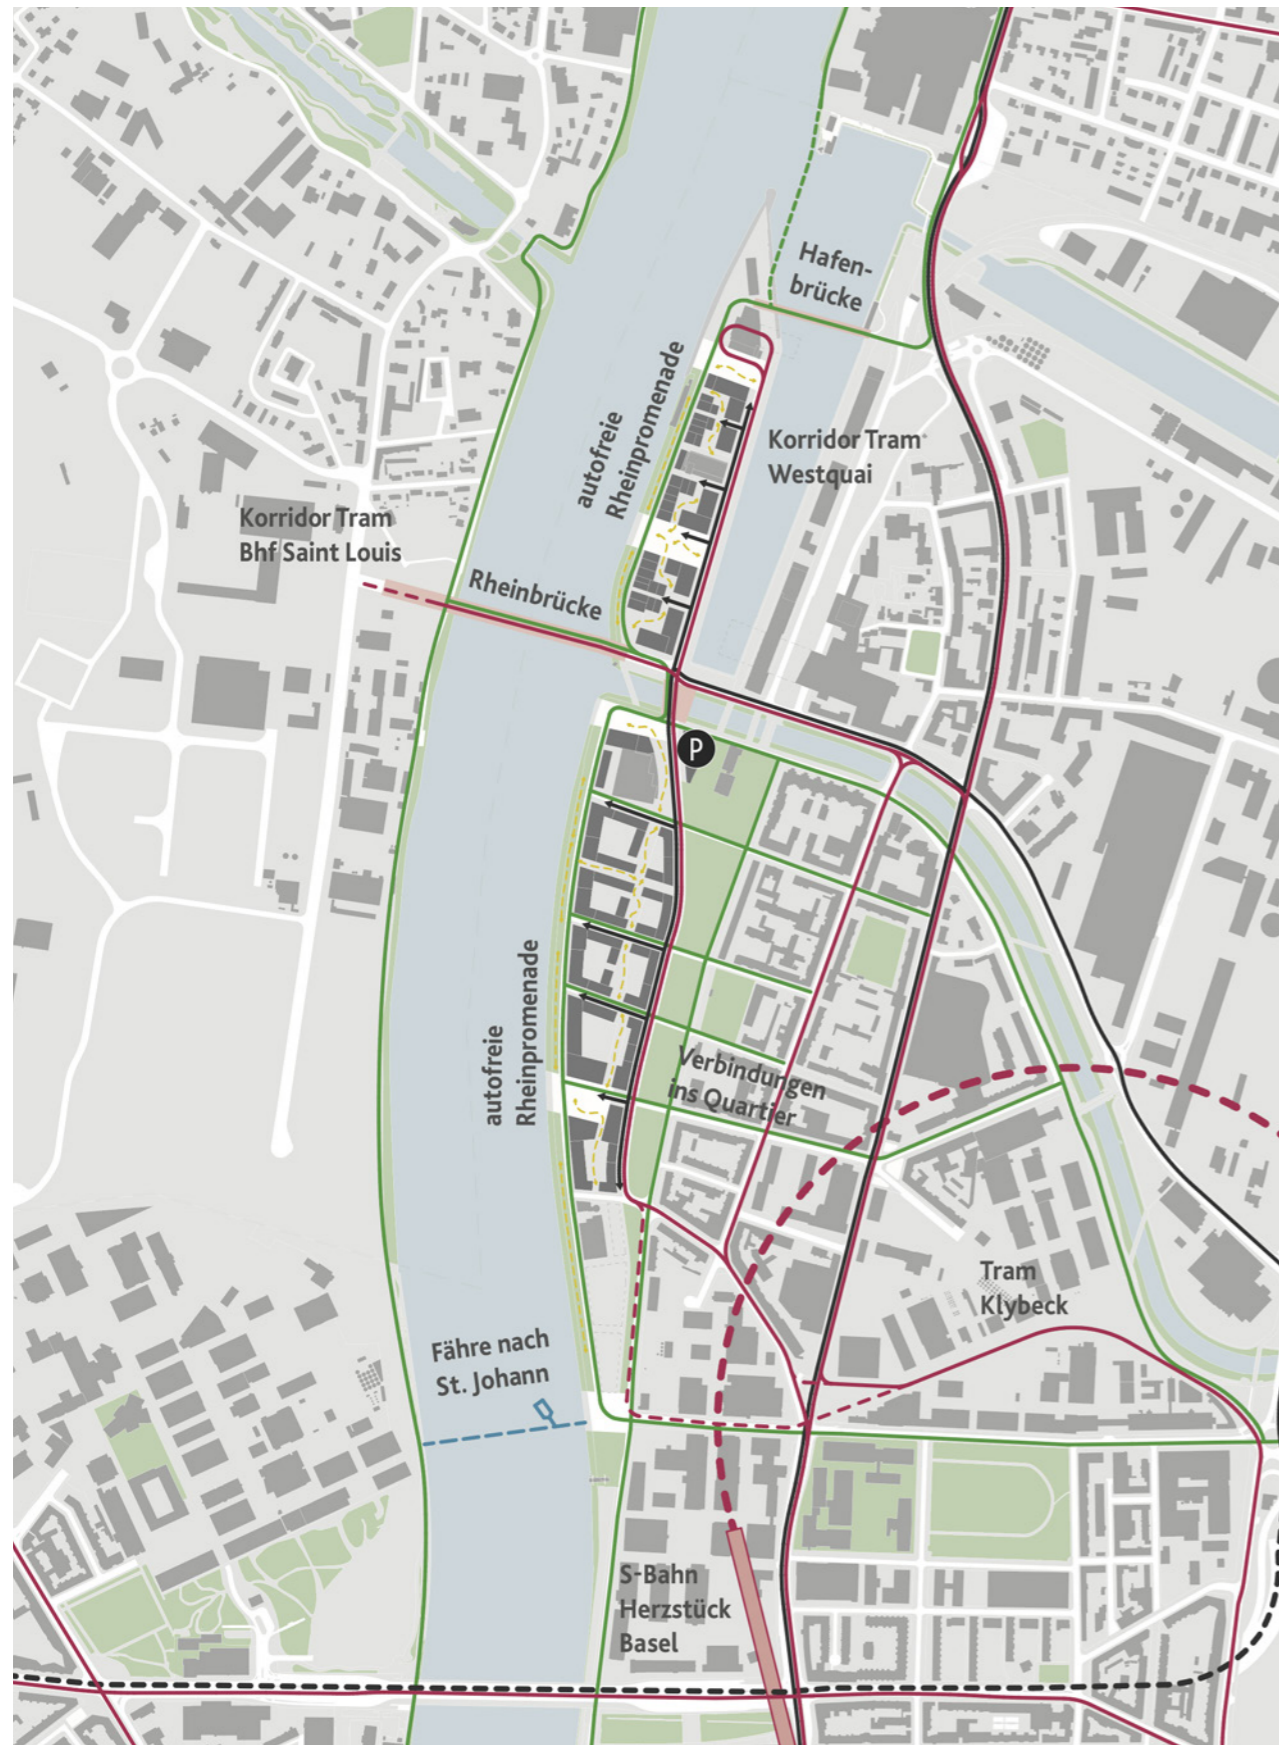 Hafen-
brücke
autofreie
Rheinpromenade
Korridor Tram
Westquai
Korridor Tram
Bhf Saint Louis
Rheinbrücke
P
autofreie
Rheinpromenade
Verbindungen
ins Quartier
Tram
Klybeck
Fähre nach
St. Johann
S-Bahn
Herzstück
Basel